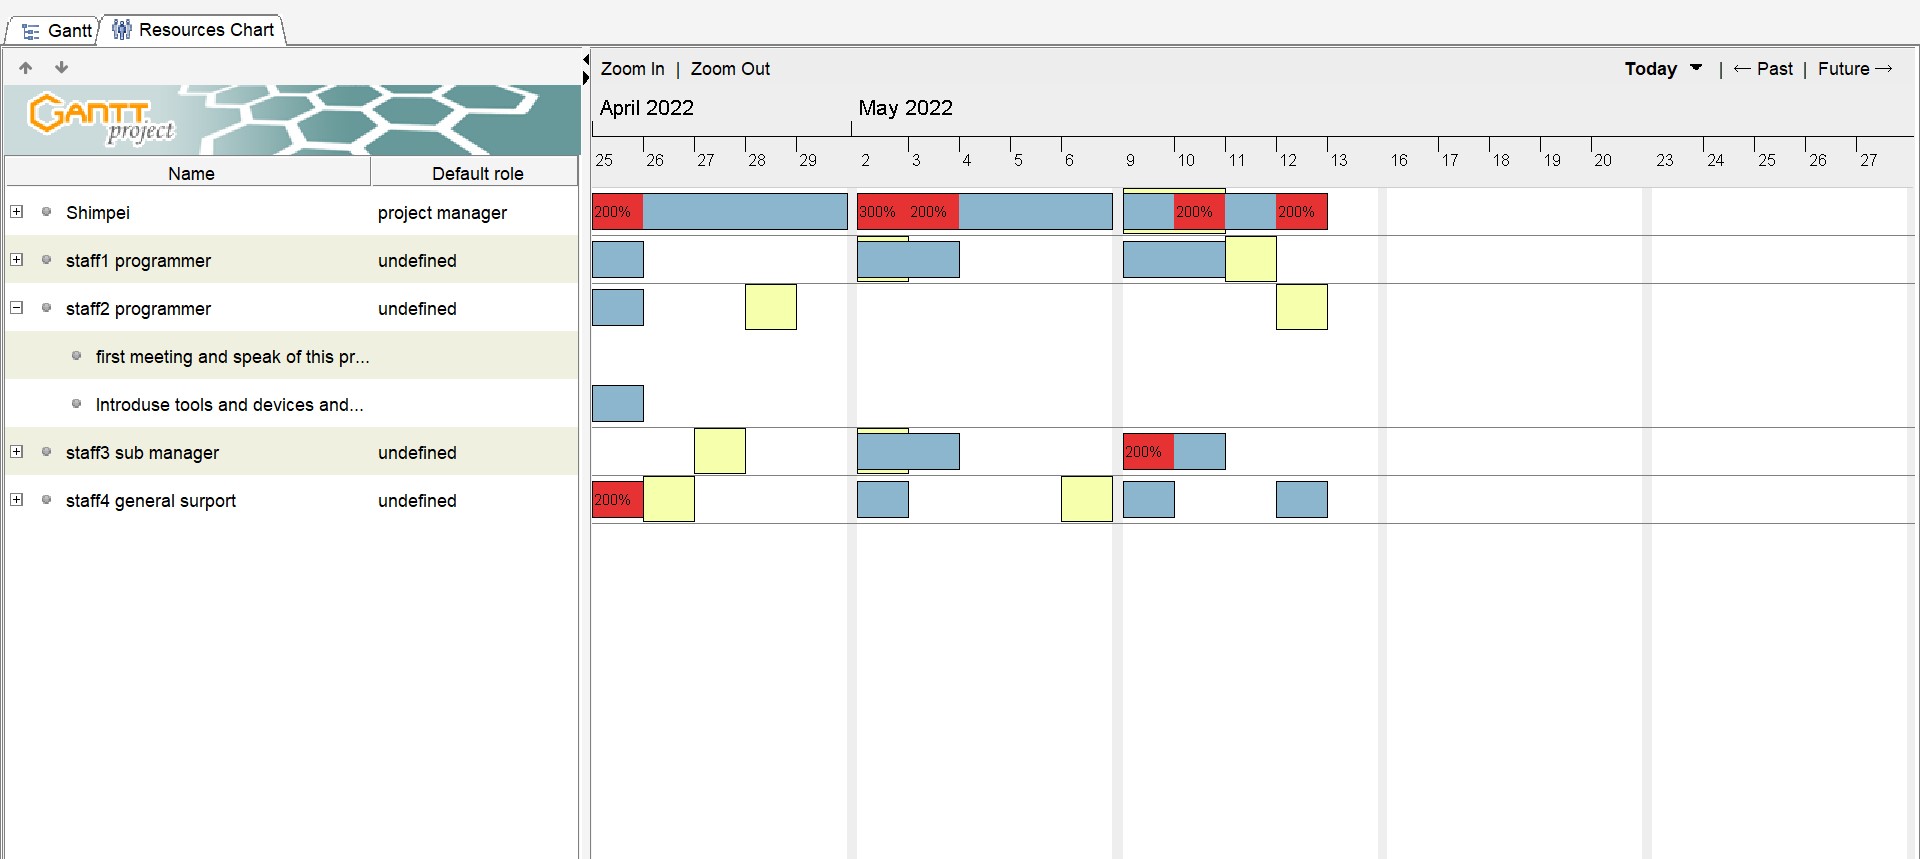 Gantt Resources Chart
Zoom In | Zoom Out Today | ← Past | Future →
GANTT
project
April 2022 May 2022
25 26 27 28 29 2 3 4 5 6 9 10 11 12 13 16 17 18 19 20 23 24 25 26 27
Name Default role
Shimpei project manager 200% 300% 200% 200% 200%
staff1 programmer undefined
staff2 programmer undefined
first meeting and speak of this pr...
Introduse tools and devices and...
staff3 sub manager undefined 200%
staff4 general surport undefined 200%